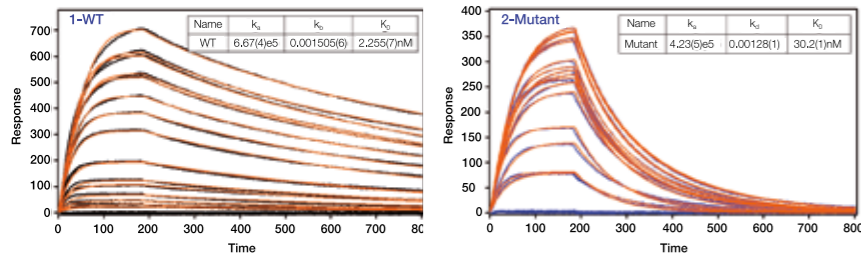 1-WT
Name ka kd KD
WT 6.67(4)e5 0.001505(6) 2.255(7)nM
Response
700
600
500
400
300
200
100
0
0 100 200 300 400 500 600 700 800
Time
2-Mutant
Name ka kd KD
Mutant 4.23(5)e5 0.00128(1) 30.2(1)nM
Response
400
350
300
250
200
150
100
50
0
0 100 200 300 400 500 600 700 800
Time